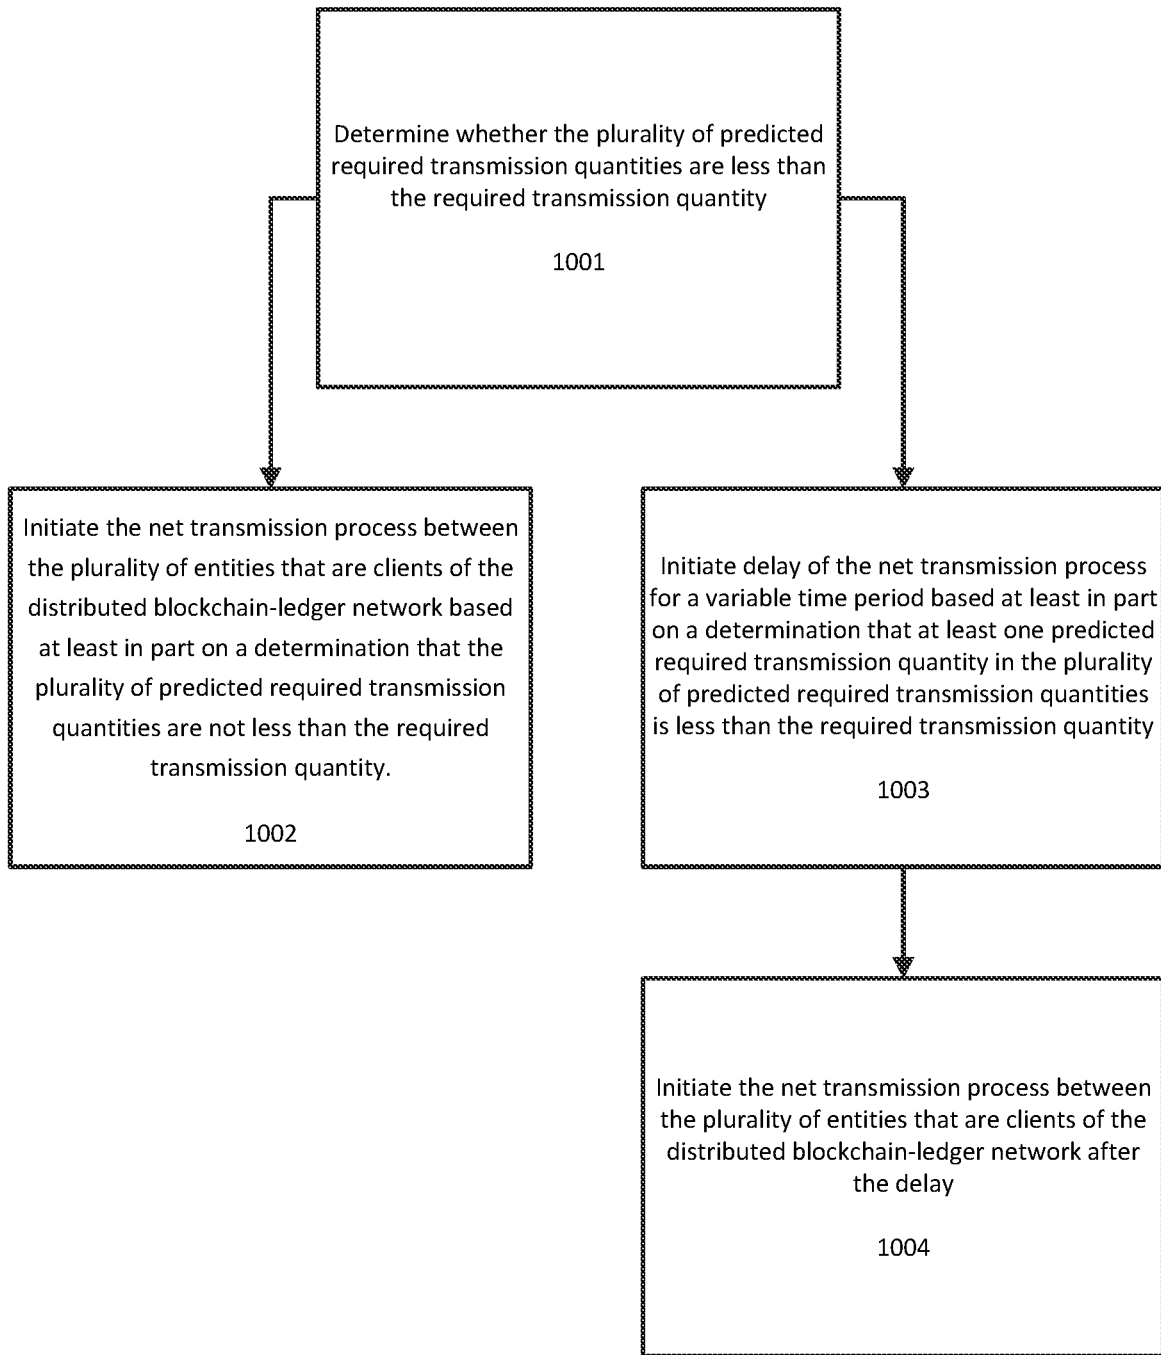 Determine whether the plurality of predicted
required transmission quantities are less than
the required transmission quantity
1001
Initiate the net transmission process between
the plurality of entities that are clients of the
distributed blockchain-ledger network based
at least in part on a determination that the
plurality of predicted required transmission
quantities are not less than the required
transmission quantity.
1002
Initiate delay of the net transmission process
for a variable time period based at least in part
on a determination that at least one predicted
required transmission quantity in the plurality
of predicted required transmission quantities
is less than the required transmission quantity
1003
Initiate the net transmission process between
the plurality of entities that are clients of the
distributed blockchain-ledger network after
the delay
1004